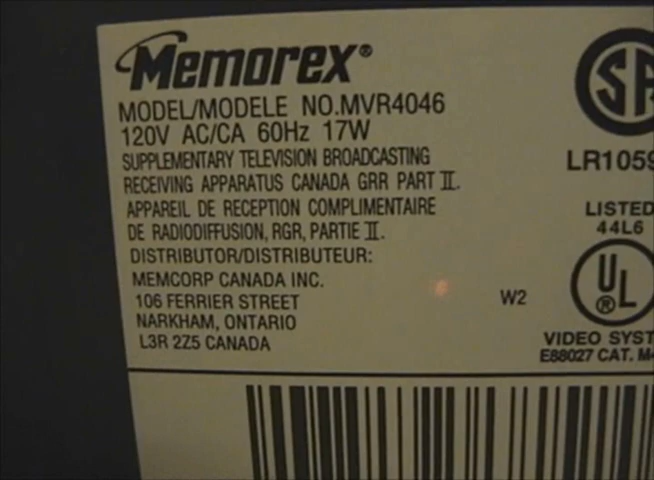 Memorex®
MODEL/MODELE NO.MVR4046
120V AC/CA 60Hz 17W
SUPPLEMENTARY TELEVISION BROADCASTING
RECEIVING APPARATUS CANADA GRR PART II.
APPAREIL DE RECEPTION COMPLIMENTAIRE
DE RADIODIFFUSION, RGR, PARTIE II.
DISTRIBUTOR/DISTRIBUTEUR:
MEMCORP CANADA INC.
106 FERRIER STREET
NARKHAM, ONTARIO
L3R 2Z5 CANADA
W2
SA
LR1059
LISTED
44L6
UL®
VIDEO SYST
E88027 CAT. M4